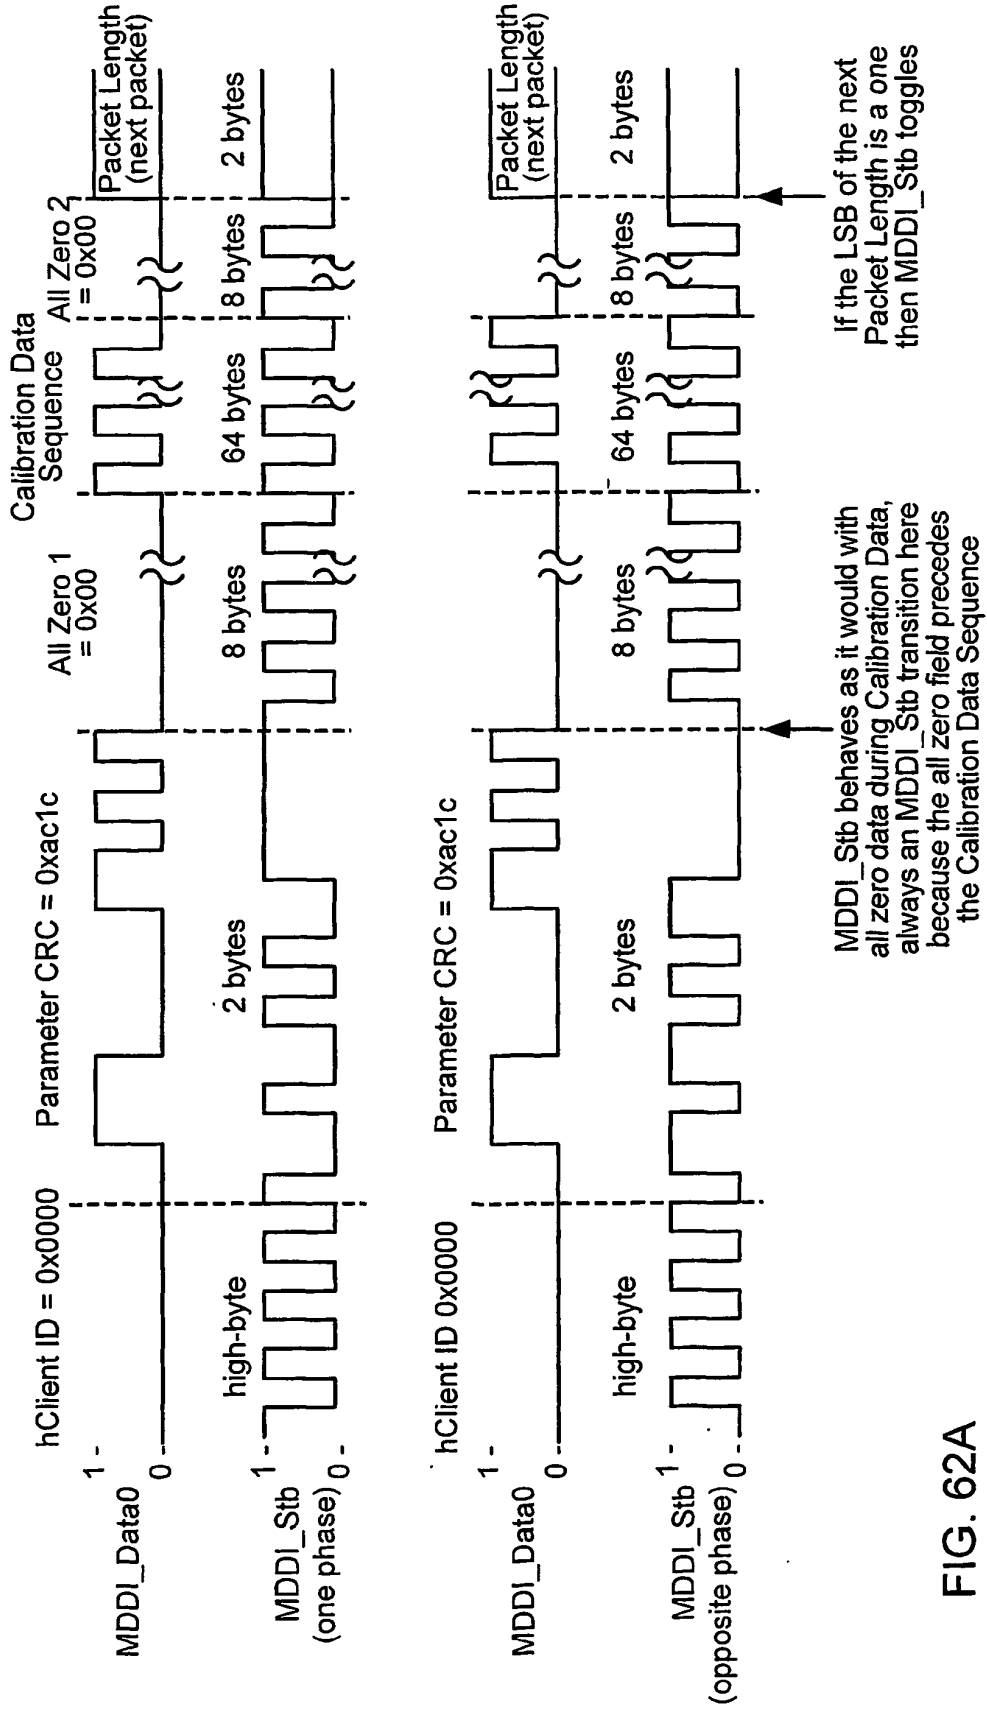 hClient ID = 0x0000
Parameter CRC = 0xac1c
All Zero 1
= 0x00
Calibration Data
Sequence
All Zero 2
= 0x00
MDDI_Data0
1 -
0 -
Packet Length
(next packet)
high-byte
2 bytes
8 bytes
64 bytes
8 bytes
2 bytes
MDDI_Stb
(one phase)
1 -
0 -
hClient ID 0x0000
Parameter CRC = 0xac1c
MDDI_Data0
1 -
0 -
Packet Length
(next packet)
high-byte
2 bytes
8 bytes
64 bytes
8 bytes
2 bytes
MDDI_Stb
(opposite phase)
1 -
0 -
MDDI_Stb behaves as it would with
all zero data during Calibration Data,
always an MDDI_Stb transition here
because the all zero field precedes
the Calibration Data Sequence
If the LSB of the next
Packet Length is a one
then MDDI_Stb toggles
FIG. 62A